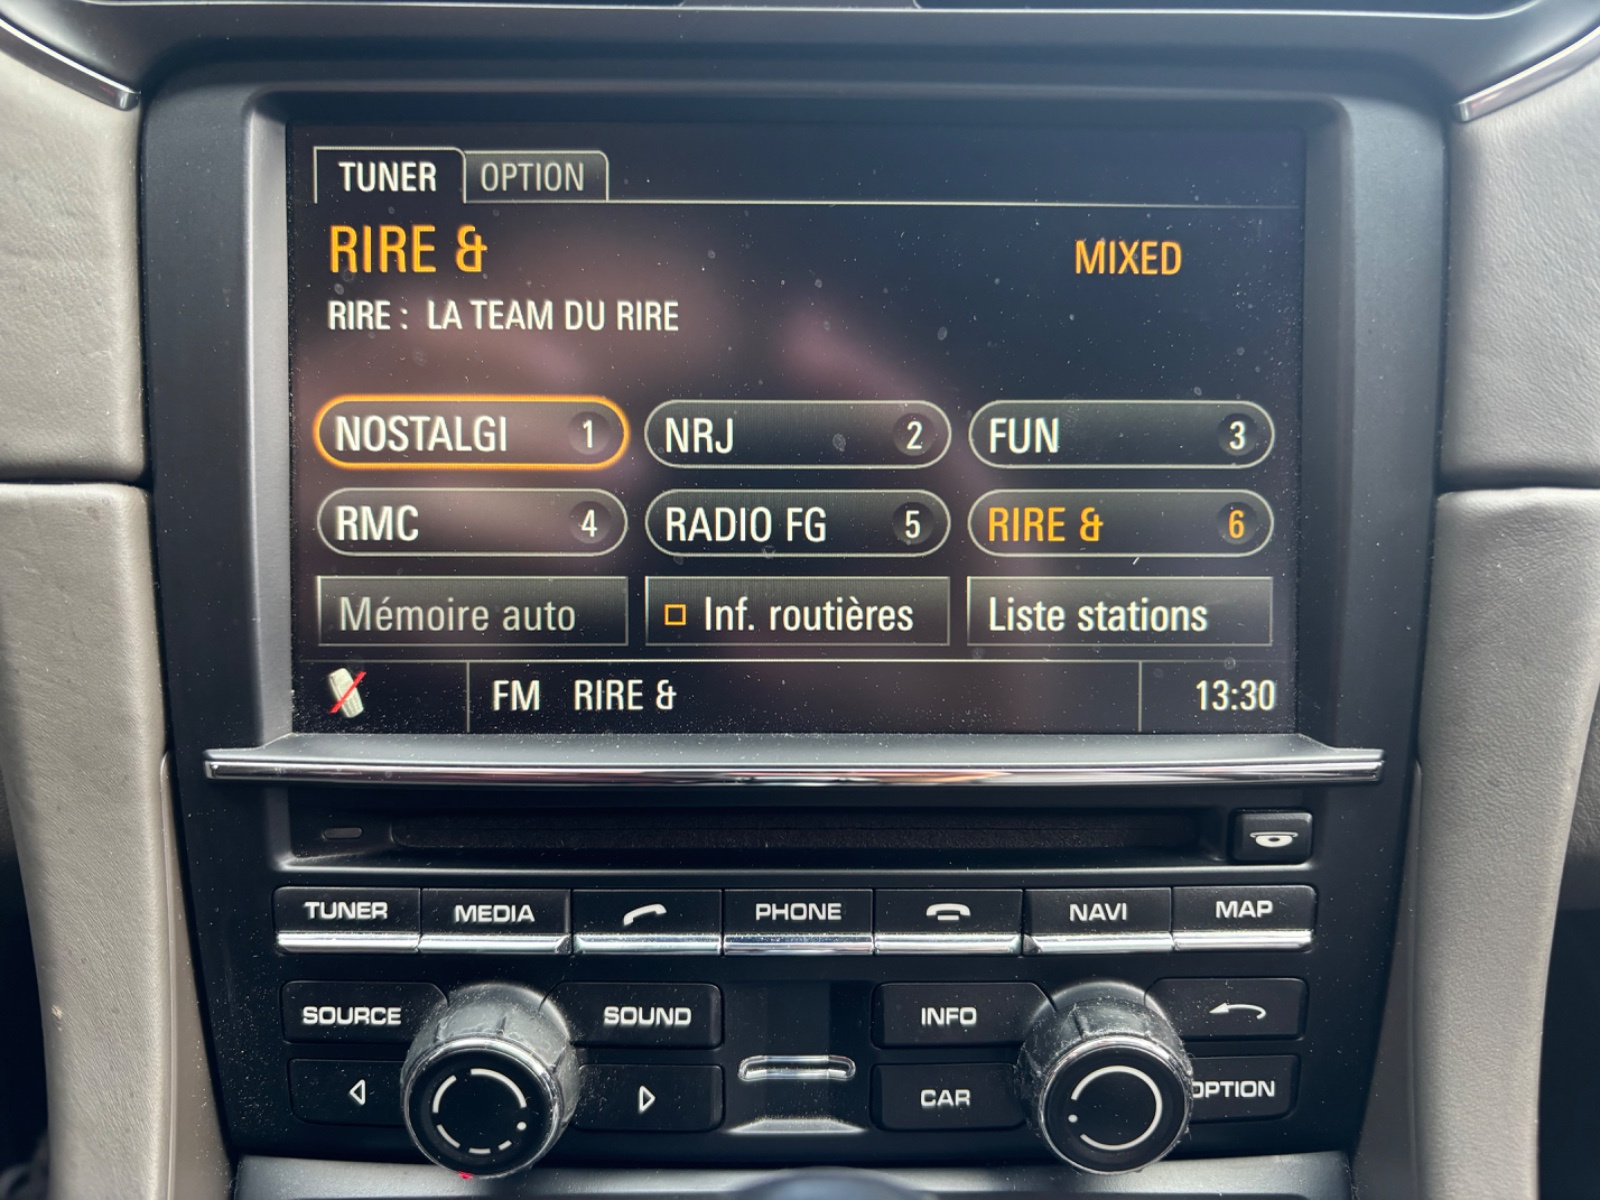 TUNER OPTION
RIRE & MIXED
RIRE : LA TEAM DU RIRE
NOSTALGI 1 NRJ 2 FUN 3
RMC 4 RADIO FG 5 RIRE & 6
Mémoire auto Inf. routières Liste stations
FM RIRE & 13:30
TUNER MEDIA PHONE NAVI MAP
SOURCE SOUND INFO
CAR OPTION